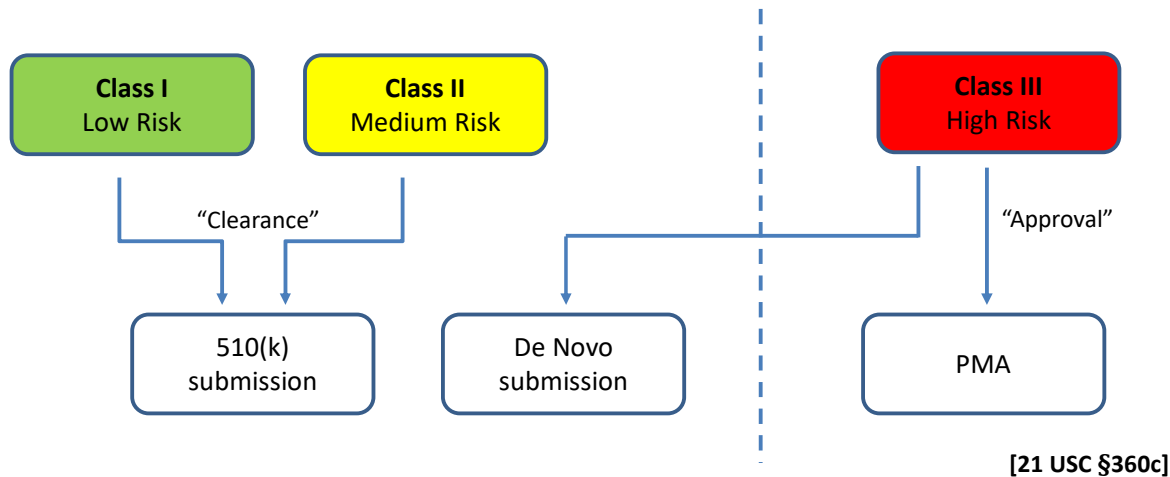 Class I
Low Risk
Class II
Medium Risk
Class III
High Risk
“Clearance”
“Approval”
510(k)
submission
De Novo
submission
PMA
[21 USC §360c]